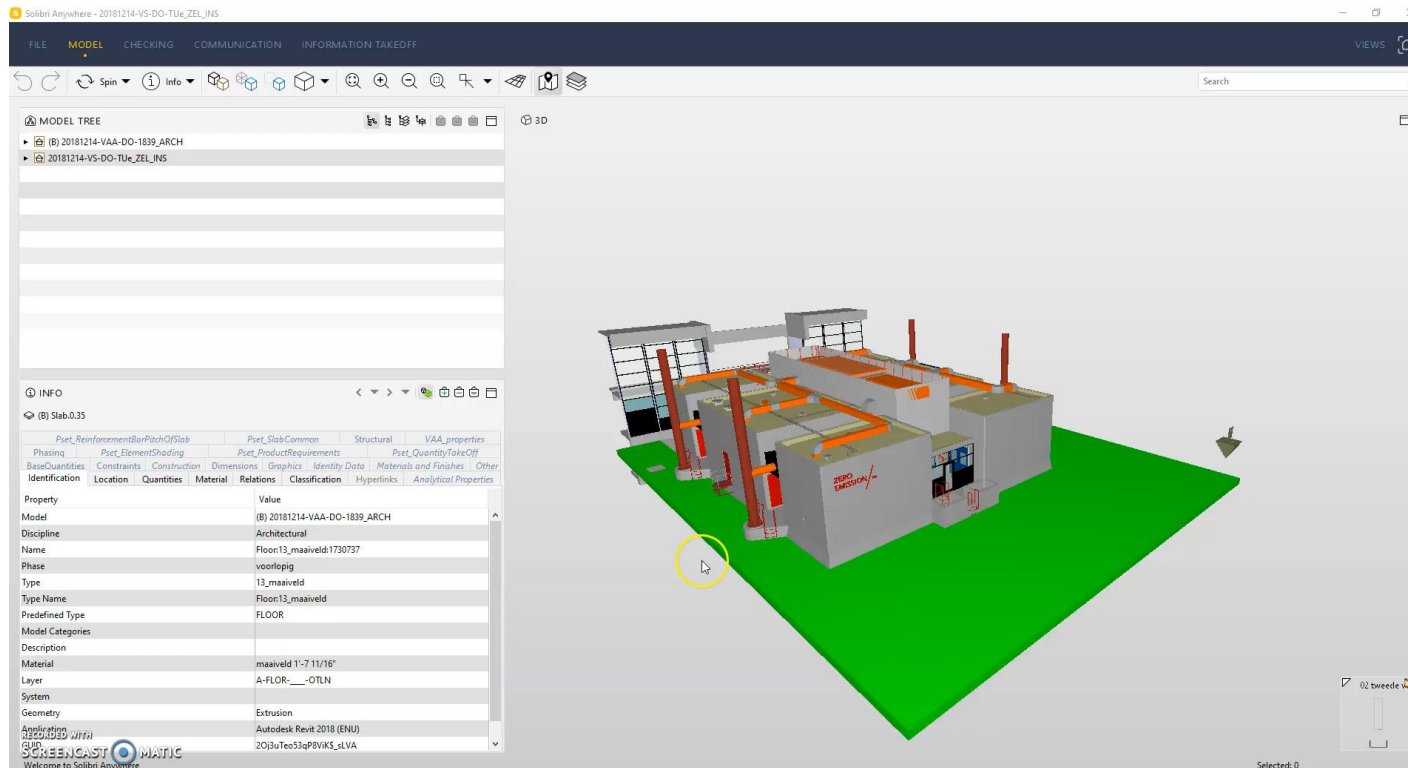 Solibri Anywhere - 20181214-VS-DO-TUe_ZEL_INS
FILE MODEL CHECKING COMMUNICATION INFORMATION TAKEOFF VIEWS
Spin Info Search
MODEL TREE
3D
(B) 20181214-VAA-DO-1839_ARCH
20181214-VS-DO-TUe_ZEL_INS
INFO
(B) Slab.0.35
Pset_ReinforcementBarPitchOfSlab Pset_SlabCommon Structural VAA_properties
Phasing Pset_ElementShading Pset_ProductRequirements Pset_QuantityTakeOff
BaseQuantities Constraints Construction Dimensions Graphics Identity Data Materials and Finishes Other
Identification Location Quantities Material Relations Classification Hyperlinks Analytical Properties
Property Value
Model (B) 20181214-VAA-DO-1839_ARCH
Discipline Architectural
Name Floor:13_maaiveld:1730737
Phase voorlopig
Type 13_maaiveld
Type Name Floor:13_maaiveld
Predefined Type FLOOR
Model Categories
Description
Material maaiveld 1'-7 11/16"
Layer A-FLOR-____-OTLN
System
Geometry Extrusion
Application Autodesk Revit 2018 (ENU)
GUID 2Oj3uTeo53qP8ViK$_sLVA
RECORDED WITH
SCREENCAST MATIC
Welcome to Solibri Anywhere
Selected: 0
ZERO
EMISSION
02 tweede